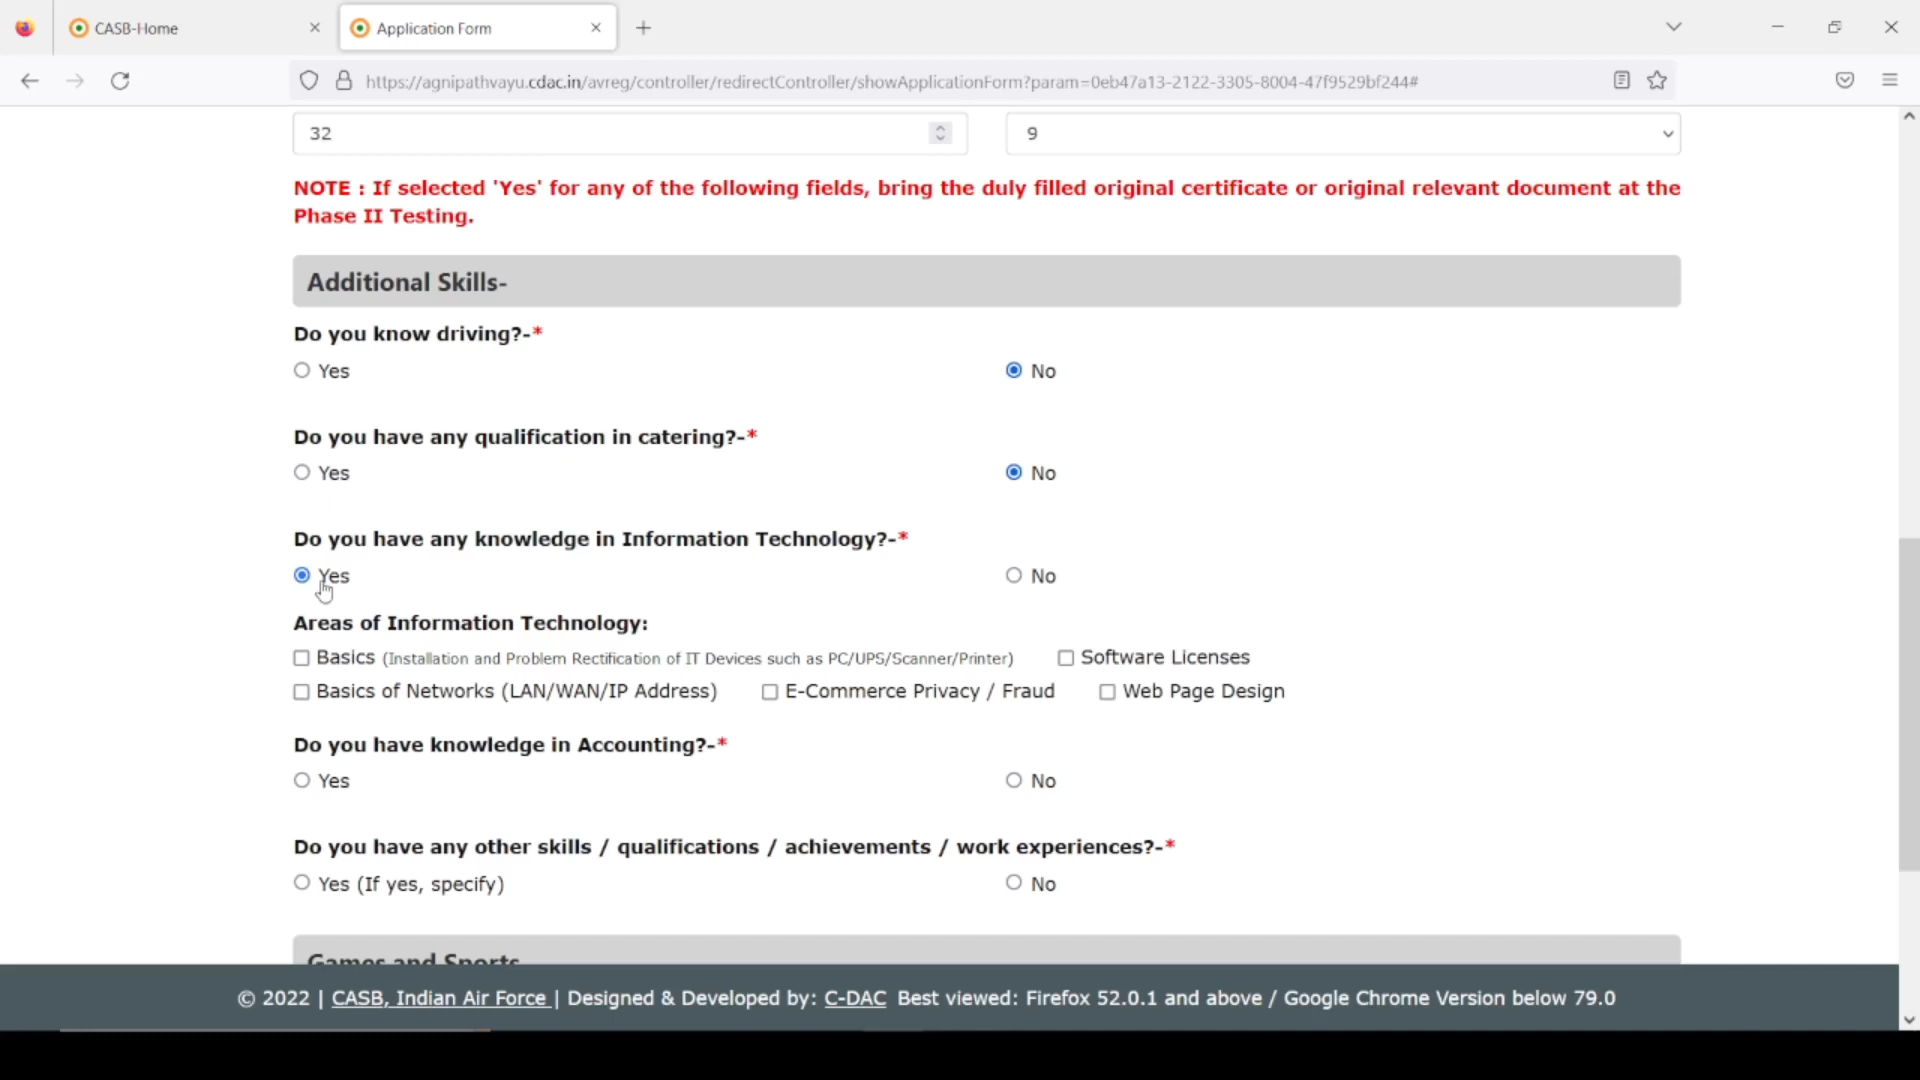 CASB-Home
Application Form
https://agnipathvayu.cdac.in/avreg/controller/redirectController/showApplicationForm?param=0eb47a13-2122-3305-8004-47f9529bf244#
32 9
NOTE : If selected 'Yes' for any of the following fields, bring the duly filled original certificate or original relevant document at the
Phase II Testing.
Additional Skills-
Do you know driving?-*
Yes No
Do you have any qualification in catering?-*
Yes No
Do you have any knowledge in Information Technology?-*
Yes No
Areas of Information Technology:
Basics (Installation and Problem Rectification of IT Devices such as PC/UPS/Scanner/Printer) Software Licenses
Basics of Networks (LAN/WAN/IP Address) E-Commerce Privacy / Fraud Web Page Design
Do you have knowledge in Accounting?-*
Yes No
Do you have any other skills / qualifications / achievements / work experiences?-*
Yes (If yes, specify) No
Games and Sports
© 2022 | CASB, Indian Air Force | Designed & Developed by: C-DAC Best viewed: Firefox 52.0.1 and above / Google Chrome Version below 79.0